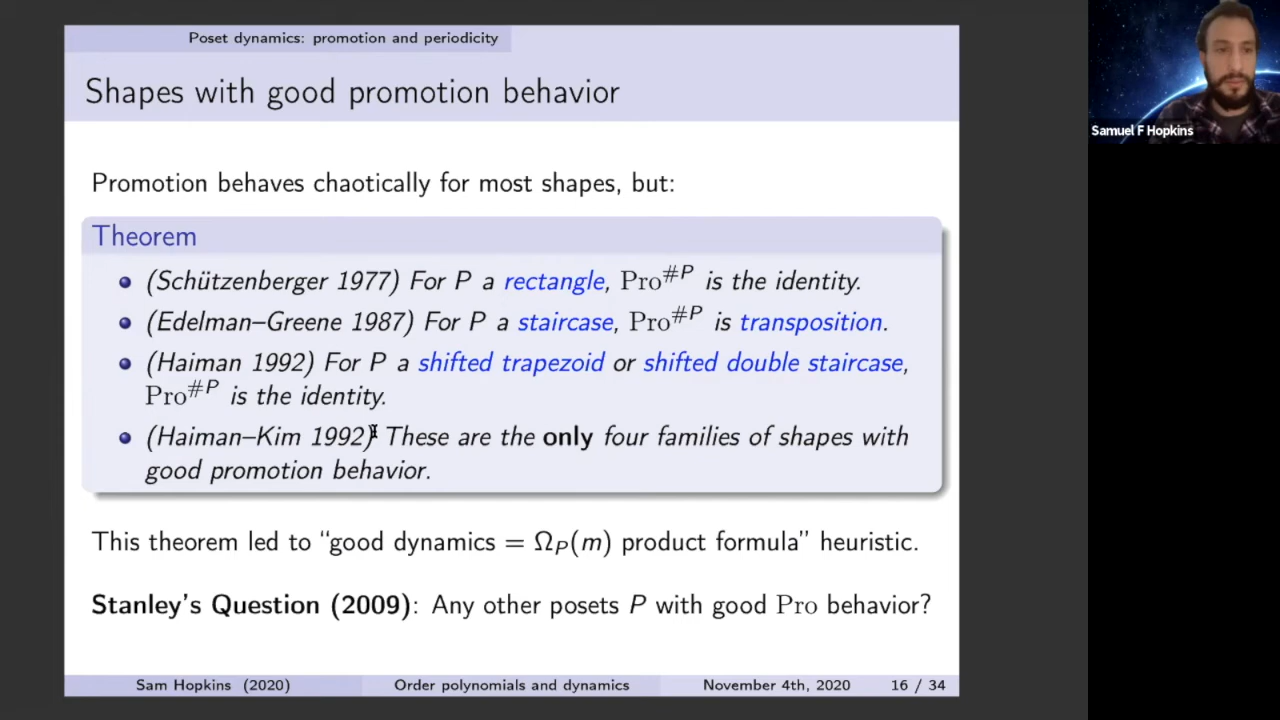 Poset dynamics: promotion and periodicity
Shapes with good promotion behavior
Samuel F Hopkins
Promotion behaves chaotically for most shapes, but:
Theorem
(Schützenberger 1977) For P a rectangle, Pro^#P is the identity.
(Edelman–Greene 1987) For P a staircase, Pro^#P is transposition.
(Haiman 1992) For P a shifted trapezoid or shifted double staircase,
Pro^#P is the identity.
(Haiman–Kim 1992) These are the only four families of shapes with
good promotion behavior.
This theorem led to “good dynamics = Ω_P(m) product formula” heuristic.
Stanley’s Question (2009): Any other posets P with good Pro behavior?
Sam Hopkins (2020) Order polynomials and dynamics November 4th, 2020 16 / 34